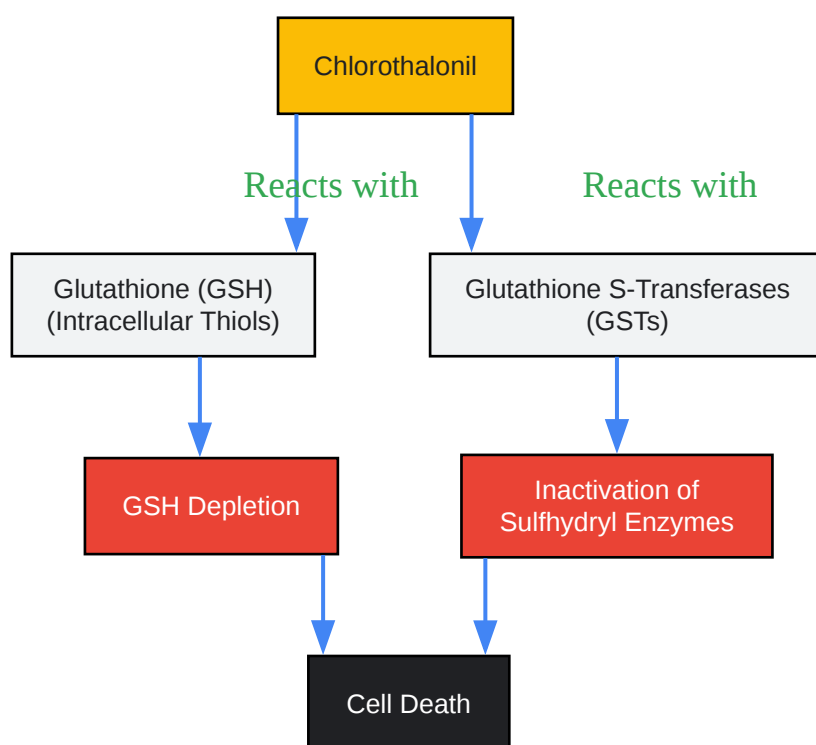 Chlorothalonil
Reacts with
Reacts with
Glutathione (GSH)
(Intracellular Thiols)
Glutathione S-Transferases
(GSTs)
GSH Depletion
Inactivation of
Sulfhydryl Enzymes
Cell Death